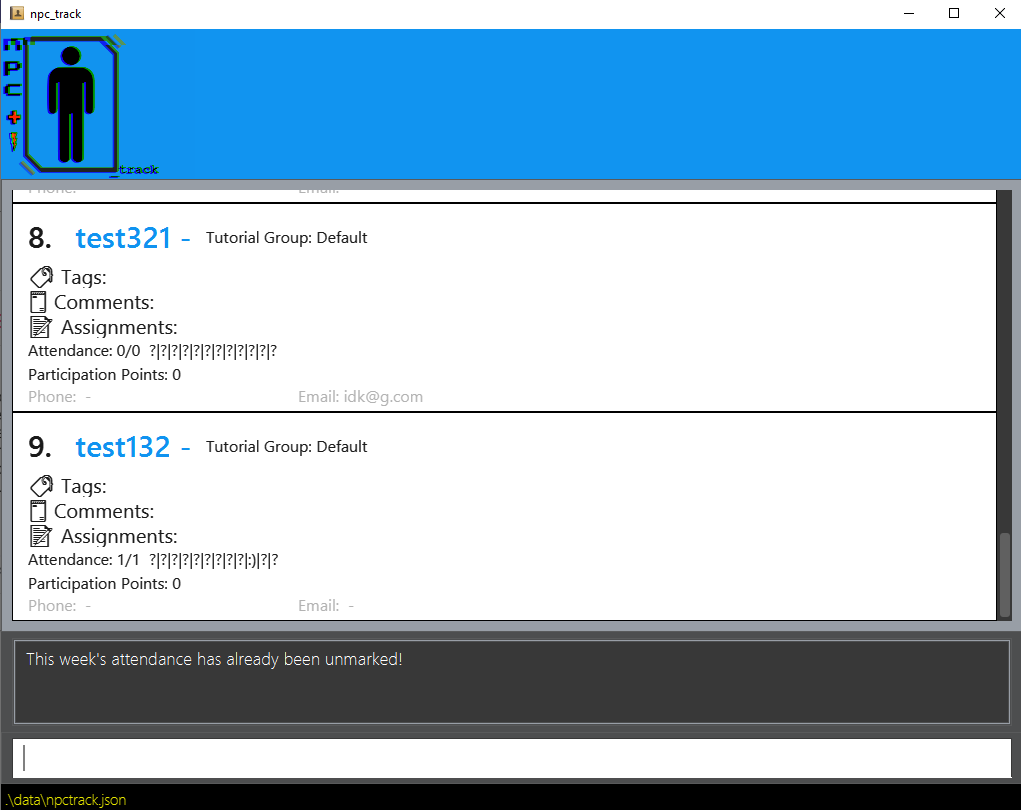 npc_track
n
P
C
+
!
_track
Phone: Email:
8. test321 - Tutorial Group: Default
Tags:
Comments:
Assignments:
Attendance: 0/0 ?|?|?|?|?|?|?|?|?|?|?|?
Participation Points: 0
Phone: - Email: idk@g.com
9. test132 - Tutorial Group: Default
Tags:
Comments:
Assignments:
Attendance: 1/1 ?|?|?|?|?|?|?|?|?|:)|?|?
Participation Points: 0
Phone: - Email: -
This week's attendance has already been unmarked!
.\data\npctrack.json